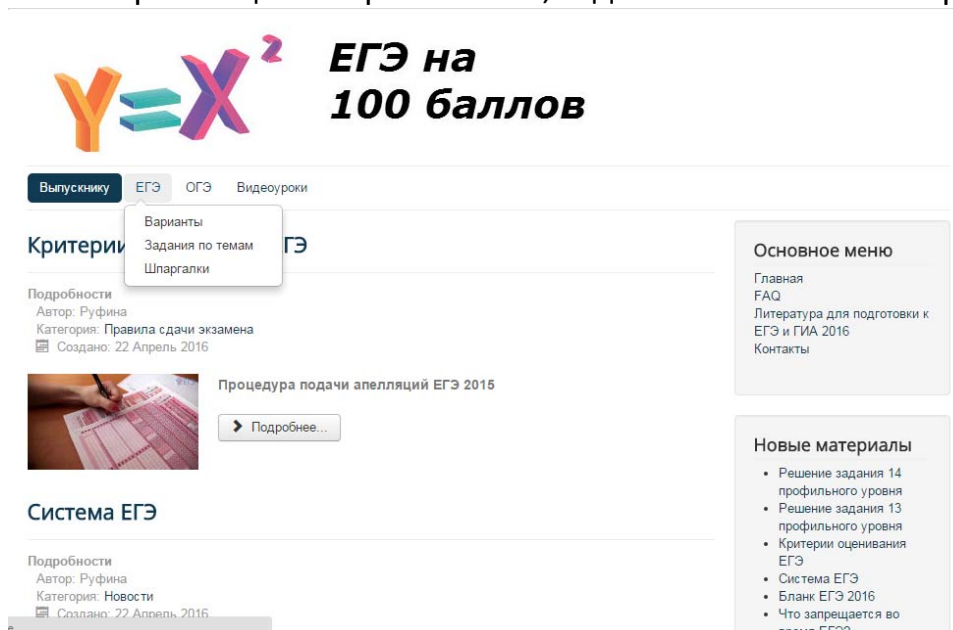 Y=X²
ЕГЭ на
100 баллов
Выпускнику ЕГЭ ОГЭ Видеоуроки
Варианты
Задания по темам
Шпаргалки
Критерии ГЭ
Подробности
Автор: Руфина
Категория: Правила сдачи экзамена
Создано: 22 Апрель 2016
Процедура подачи апелляций ЕГЭ 2015
Подробнее...
Система ЕГЭ
Подробности
Автор: Руфина
Категория: Новости
Создано: 22 Апрель 2016
Основное меню
Главная
FAQ
Литература для подготовки к
ЕГЭ и ГИА 2016
Контакты
Новые материалы
Решение задания 14
профильного уровня
Решение задания 13
профильного уровня
Критерии оценивания
ЕГЭ
Система ЕГЭ
Бланк ЕГЭ 2016
Что запрещается во